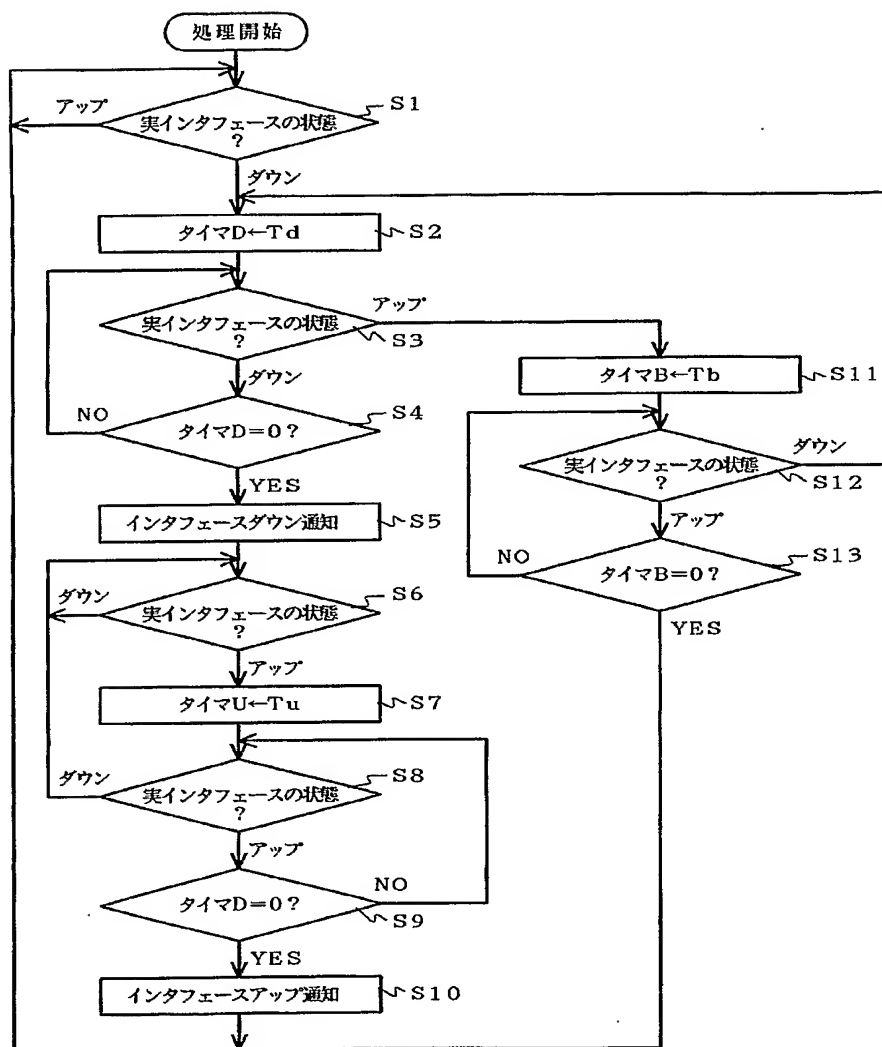 処理開始
アップ
実インタフェースの状態
?
S1
ダウン
タイマD←Td
S2
実インタフェースの状態
?
アップ
S3
ダウン
NO
タイマD=0?
S4
YES
インタフェースダウン通知
S5
ダウン
実インタフェースの状態
?
S6
アップ
タイマU←Tu
S7
ダウン
実インタフェースの状態
?
S8
アップ
タイマD=0?
NO
S9
YES
インタフェースアップ通知
S10
タイマB←Tb
S11
実インタフェースの状態
?
ダウン
S12
アップ
NO
タイマB=0?
S13
YES